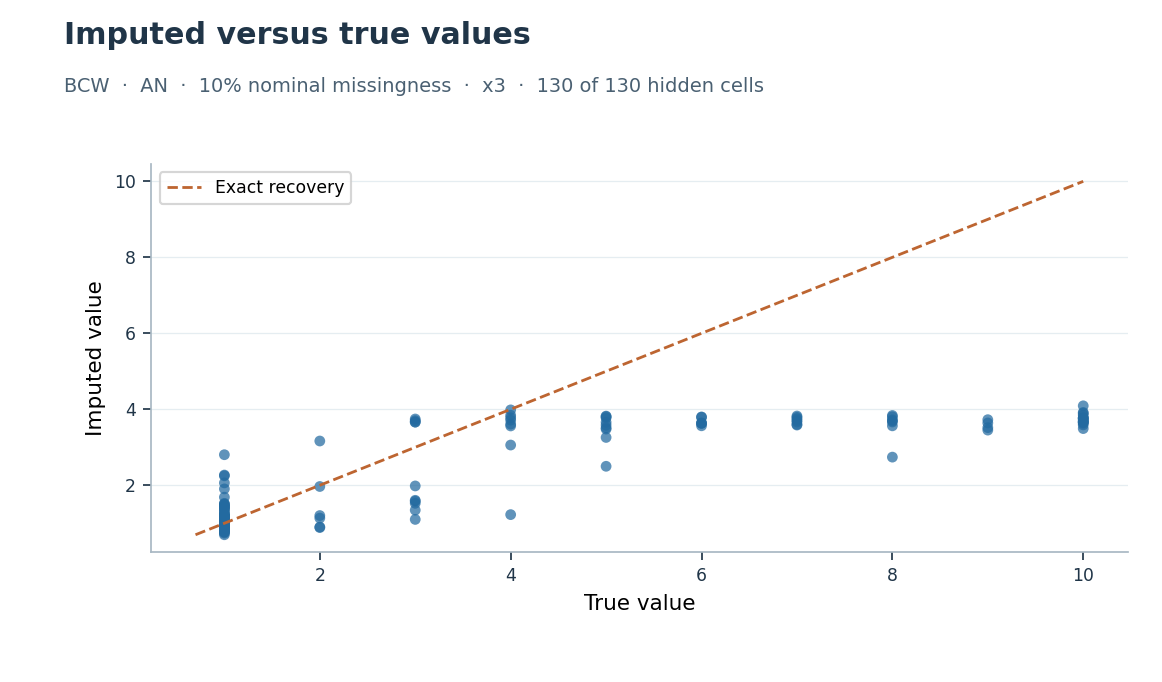 Imputed versus true values
BCW · AN · 10% nominal missingness · x3 · 130 of 130 hidden cells
Exact recovery
Imputed value
10
8
6
4
2
2 4 6 8 10
True value